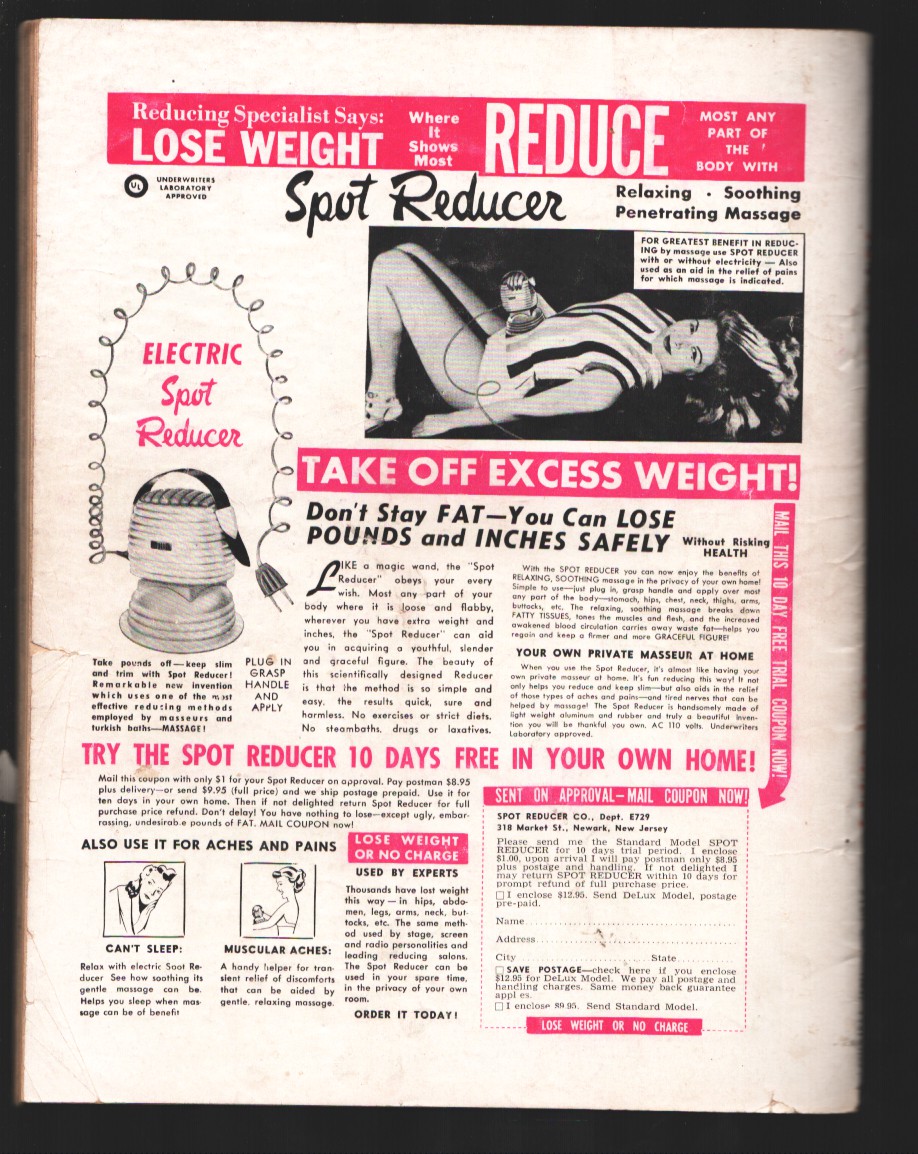 Reducing Specialist Says:
LOSE WEIGHT
Where
It
Shows
Most
REDUCE
MOST ANY
PART OF
THE
BODY WITH
UL
UNDERWRITERS
LABORATORY
APPROVED
Spot Reducer
Relaxing · Soothing
Penetrating Massage
FOR GREATEST BENEFIT IN REDUC-
ING by massage use SPOT REDUCER
with or without electricity — Also
used as an aid in the relief of pains
for which massage is indicated.
ELECTRIC
Spot
Reducer
TAKE OFF EXCESS WEIGHT!
Don't Stay FAT—You Can LOSE
POUNDS and INCHES SAFELY
Without Risking
HEALTH
LIKE a magic wand, the "Spot
Reducer" obeys your every
wish. Most any part of your
body where it is loose and flabby,
wherever you have extra weight and
inches, the "Spot Reducer" can aid
you in acquiring a youthful, slender
and graceful figure. The beauty of
this scientifically designed Reducer
is that the method is so simple and
easy, the results quick, sure and
harmless. No exercises or strict diets.
No steambaths, drugs or laxatives.
With the SPOT REDUCER you can now enjoy the benefits of
RELAXING, SOOTHING massage in the privacy of your own home!
Simple to use—just plug in, grasp handle and apply over most
any part of the body—stomach, hips, chest, neck, thighs, arms,
buttocks, etc. The relaxing, soothing massage breaks down
FATTY TISSUES, tones the muscles and flesh, and the increased
awakened blood circulation carries away waste fat—helps you
regain and keep a firmer and more GRACEFUL FIGURE!
YOUR OWN PRIVATE MASSEUR AT HOME
When you use the Spot Reducer, it's almost like having your
own private masseur at home. It's fun reducing this way! It not
only helps you reduce and keep slim—but also aids in the relief
of those types of aches and pains—and tired nerves that can be
helped by massage! The Spot Reducer is handsomely made of
light weight aluminum and rubber and truly a beautiful inven-
tion you will be thankful you own. AC 110 volts. Underwriters
Laboratory approved.
MAIL THIS 10 DAY FREE TRIAL COUPON NOW!
Take pounds off — keep slim
and trim with Spot Reducer!
Remarkable new invention
which uses one of the most
effective reducing methods
employed by masseurs and
turkish baths—MASSAGE!
PLUG IN
GRASP
HANDLE
AND
APPLY
TRY THE SPOT REDUCER 10 DAYS FREE IN YOUR OWN HOME!
Mail this coupon with only $1 for your Spot Reducer on approval. Pay postman $8.95
plus delivery—or send $9.95 (full price) and we ship postage prepaid. Use it for
ten days in your own home. Then if not delighted return Spot Reducer for full
purchase price refund. Don't delay! You have nothing to lose—except ugly, embar-
rassing, undesirable pounds of FAT. MAIL COUPON now!
ALSO USE IT FOR ACHES AND PAINS
CAN'T SLEEP:
Relax with electric Spot Re-
ducer See how soothing its
gentle massage can be.
Helps you sleep when mas-
sage can be of benefit
MUSCULAR ACHES:
A handy helper for tran-
sient relief of discomforts
that can be aided by
gentle, relaxing massage.
LOSE WEIGHT
OR NO CHARGE
USED BY EXPERTS
Thousands have lost weight
this way — in hips, abdo-
men, legs, arms, neck, but-
tocks, etc. The same meth-
od used by stage, screen
and radio personalities and
leading reducing salons.
The Spot Reducer can be
used in your spare time,
in the privacy of your own
room.
ORDER IT TODAY!
SENT ON APPROVAL—MAIL COUPON NOW!
SPOT REDUCER CO., Dept. E729
318 Market St., Newark, New Jersey
Please send me the Standard Model SPOT
REDUCER for 10 days trial period. I enclose
$1.00, upon arrival I will pay postman only $8.95
plus postage and handling. If not delighted I
may return SPOT REDUCER within 10 days for
prompt refund of full purchase price.
I enclose $12.95. Send DeLux Model, postage
pre-paid.
Name
Address
City State
SAVE POSTAGE—check here if you enclose
$12.95 for DeLux Model. We pay all postage and
handling charges. Same money back guarantee
appl es.
I enclose $9.95. Send Standard Model.
LOSE WEIGHT OR NO CHARGE